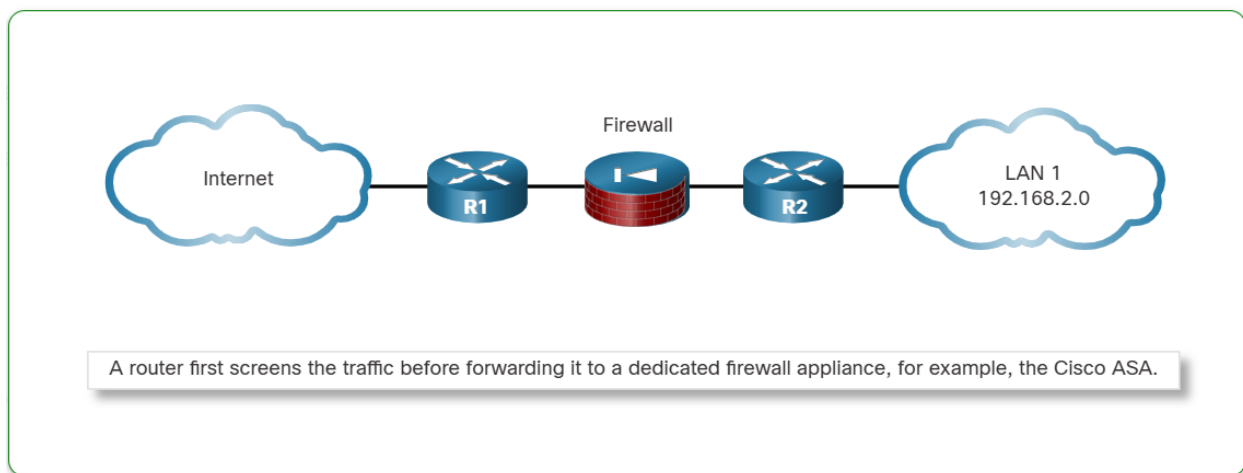 Firewall
Internet
R1
R2
LAN 1
192.168.2.0
A router first screens the traffic before forwarding it to a dedicated firewall appliance, for example, the Cisco ASA.